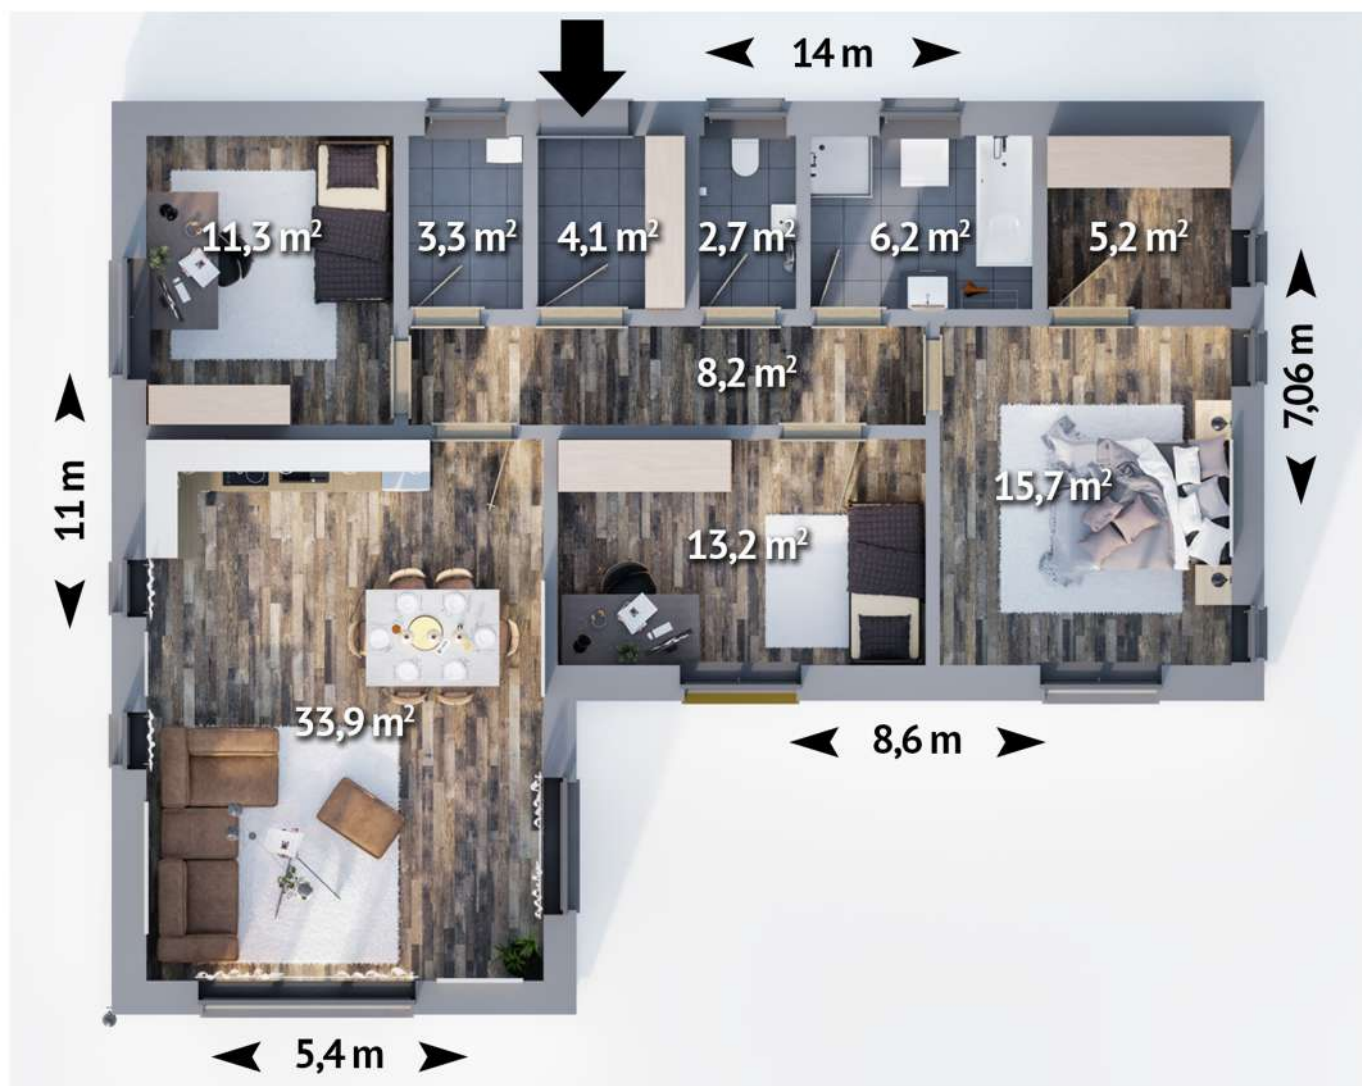 14 m
11,3 m²
3,3 m²
4,1 m²
2,7 m²
6,2 m²
5,2 m²
8,2 m²
7,06 m
11 m
15,7 m²
13,2 m²
33,9 m²
8,6 m
5,4 m